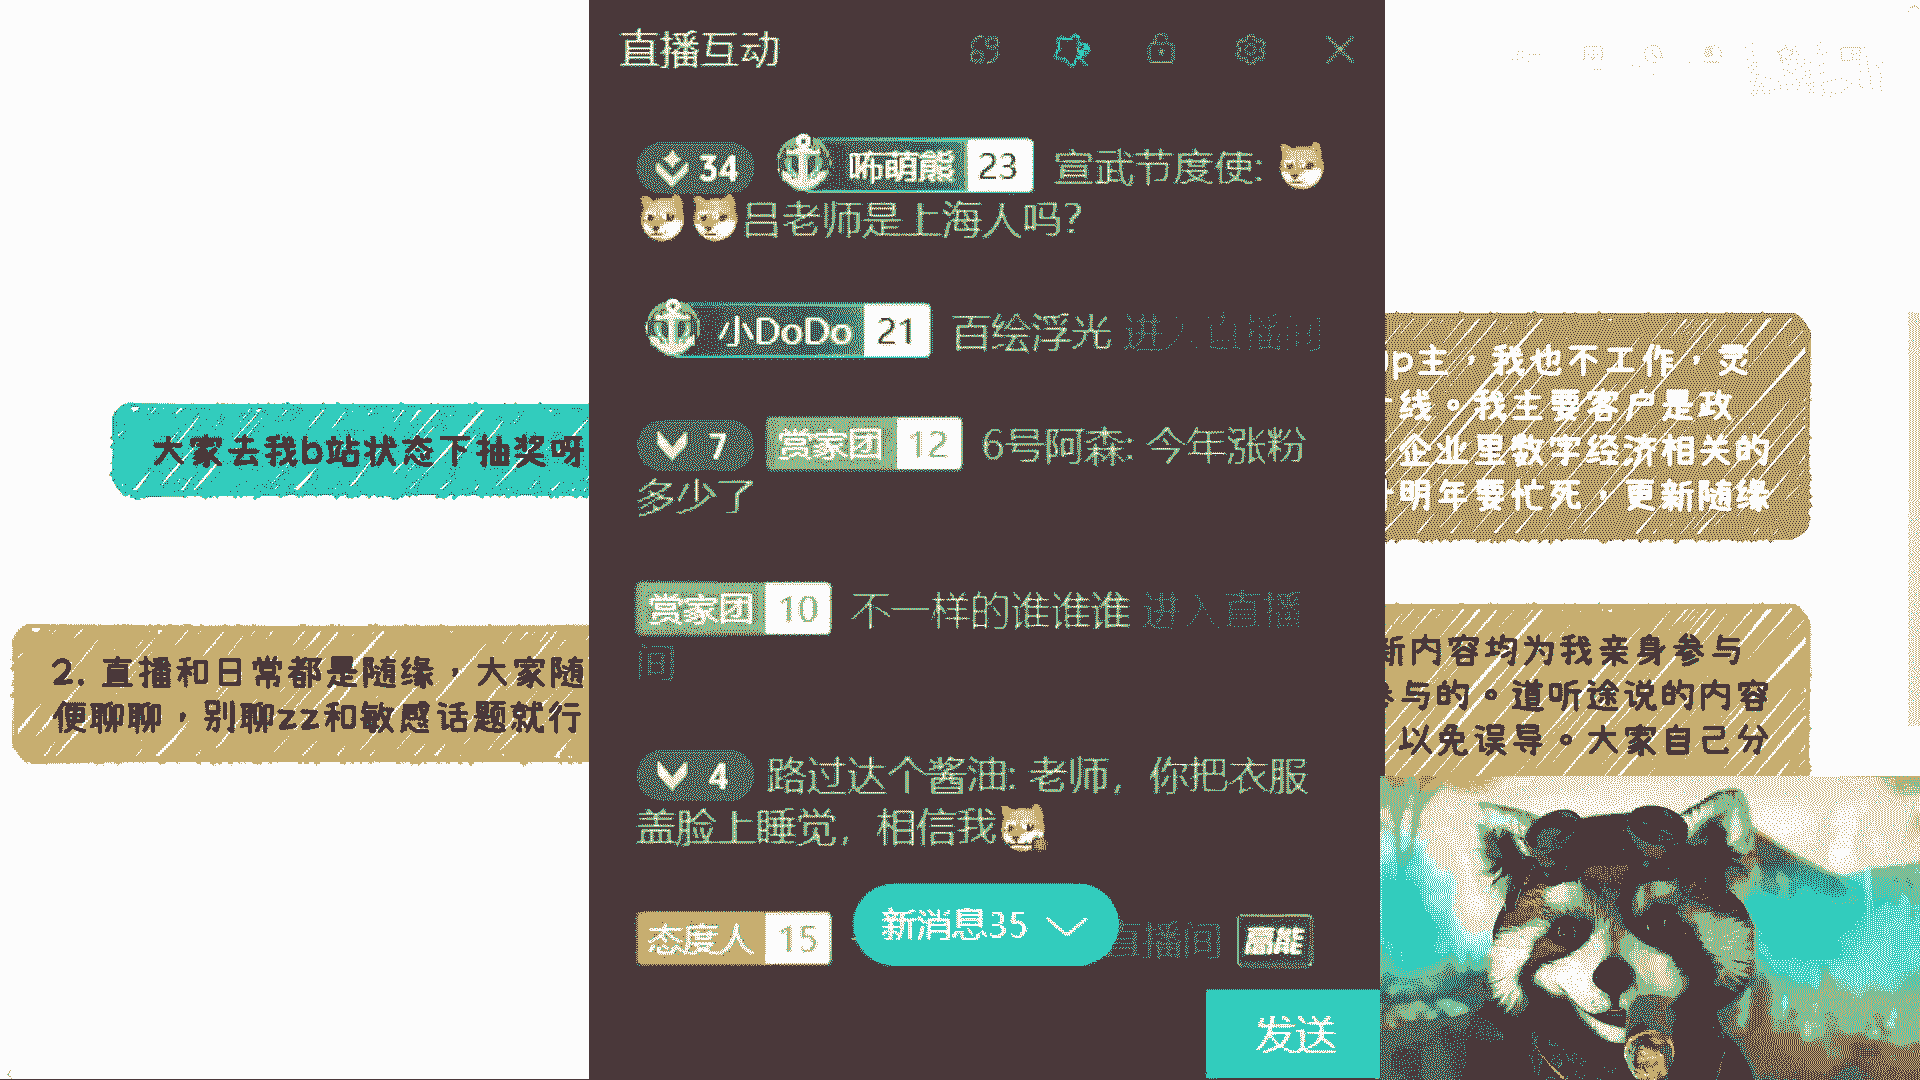 大家去我b站状态下抽奖呀
2. 直播和日常都是随缘，大家随
便聊聊，别聊zz和敏感话题就行
直播互动
34 咘萌熊 23 宣武节度使:
吕老师是上海人吗?
小DoDo 21 百绘浮光 进入直播间
7 赏家团 12 6号阿森: 今年涨粉
多少了
赏家团 10 不一样的谁谁谁 进入直播
间
4 路过达个酱油: 老师，你把衣服
盖脸上睡觉，相信我
态度人 15 直播间 高能
新消息35
发送
p主，我也不工作，灵
线。我主要客户是政
企业里数字经济相关的
明年要忙死，更新随缘
新内容均为我亲身参与
参与的。道听途说的内容
以免误导。大家自己分